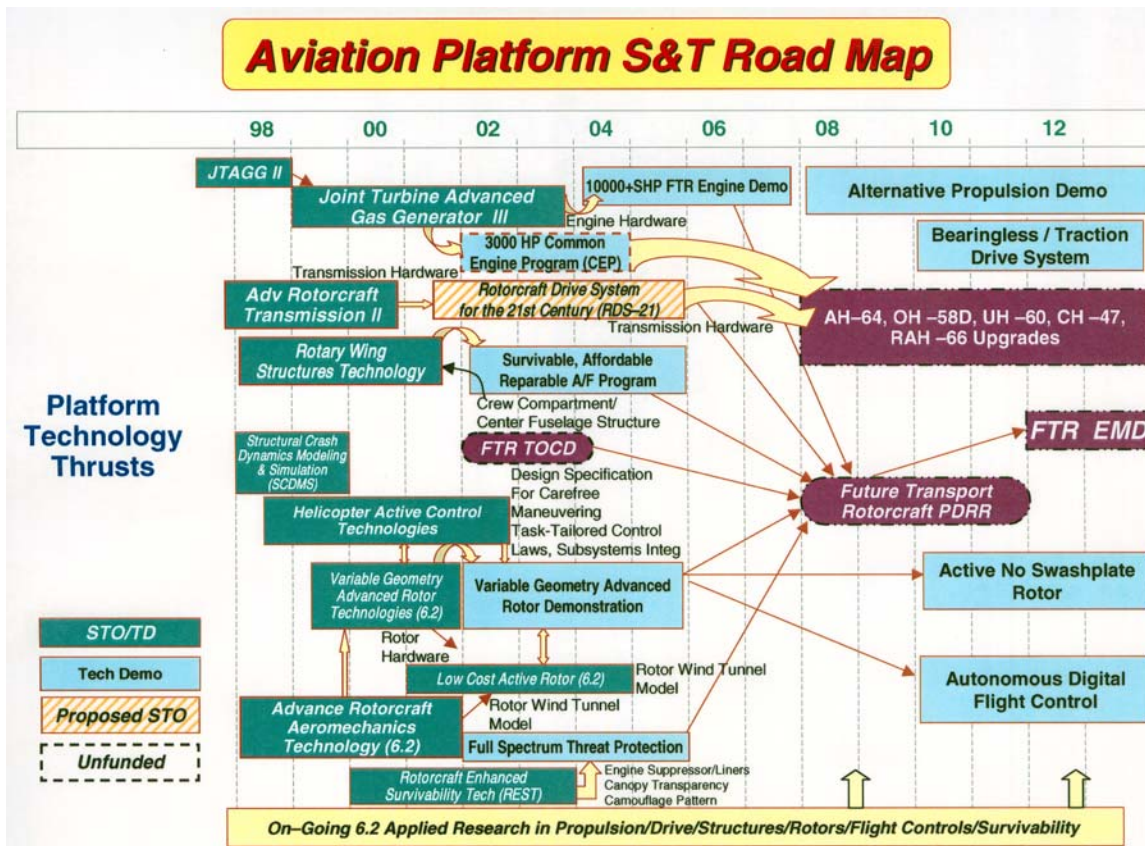 Aviation Platform S&T Road Map
98 00 02 04 06 08 10 12
JTAGG II
Joint Turbine Advanced
Gas Generator III
10000+SHP FTR Engine Demo
Engine Hardware
Alternative Propulsion Demo
3000 HP Common
Engine Program (CEP)
Bearingless / Traction
Drive System
Transmission Hardware
Adv Rotorcraft
Transmission II
Rotorcraft Drive System
for the 21st Century (RDS–21)
Transmission Hardware
AH–64, OH –58D, UH –60, CH –47,
RAH –66 Upgrades
Rotary Wing
Structures Technology
Survivable, Affordable
Reparable A/F Program
Crew Compartment/
Center Fuselage Structure
Platform
Technology
Thrusts
FTR TOCD
FTR EMD
Structural Crash
Dynamics Modeling
& Simulation
(SCDMS)
Design Specification
For Carefree
Maneuvering
Task-Tailored Control
Laws, Subsystems Integ
Future Transport
Rotorcraft PDRR
Helicopter Active Control
Technologies
Variable Geometry
Advanced Rotor
Technologies (6.2)
Variable Geometry Advanced
Rotor Demonstration
Active No Swashplate
Rotor
Rotor
Hardware
Low Cost Active Rotor (6.2)
Rotor Wind Tunnel
Model
Autonomous Digital
Flight Control
Advance Rotorcraft
Aeromechanics
Technology (6.2)
Rotor Wind Tunnel
Model
Full Spectrum Threat Protection
Rotorcraft Enhanced
Survivability Tech (REST)
Engine Suppressor/Liners
Canopy Transparency
Camouflage Pattern
STO/TD
Tech Demo
Proposed STO
Unfunded
On–Going 6.2 Applied Research in Propulsion/Drive/Structures/Rotors/Flight Controls/Survivability